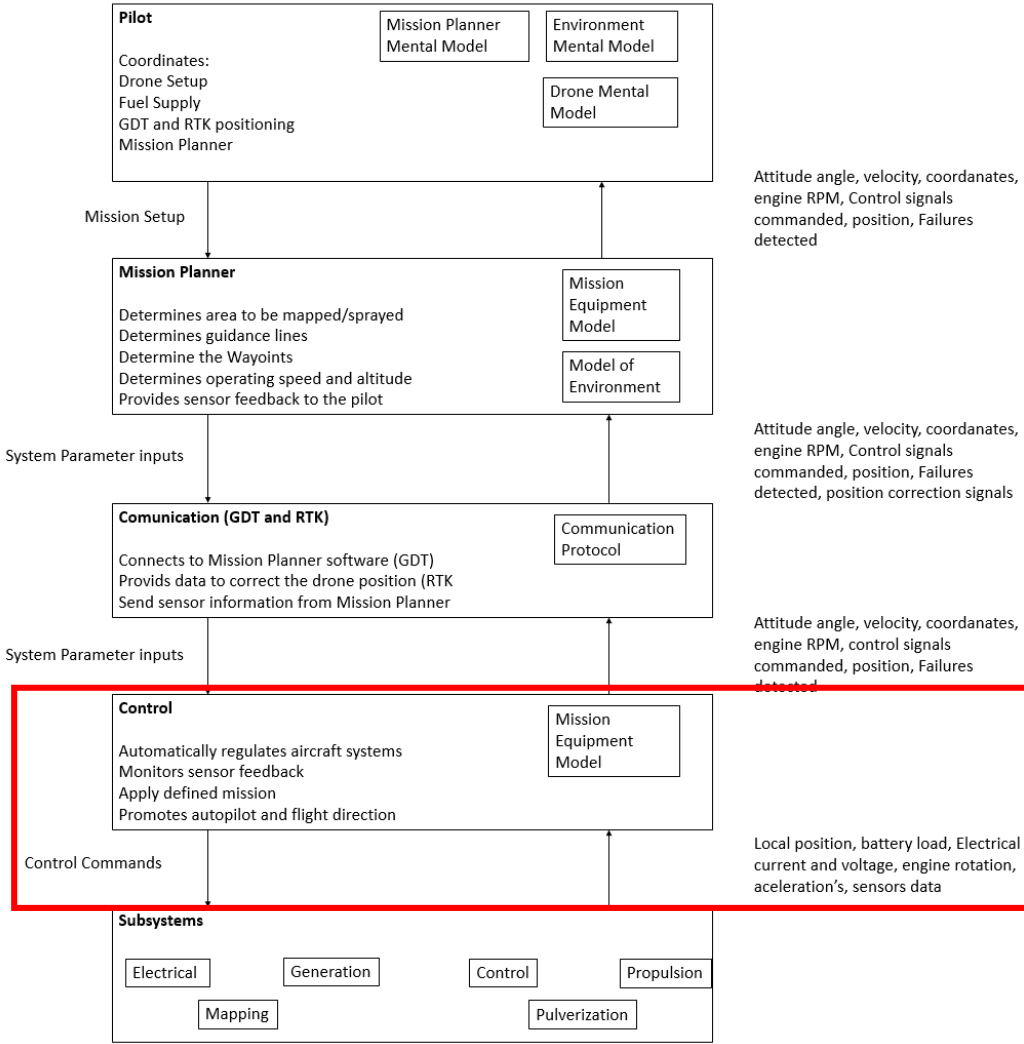 Pilot
Mission Planner
Mental Model
Environment
Mental Model
Coordinates:
Drone Setup
Fuel Supply
GDT and RTK positioning
Mission Planner
Drone Mental
Model
Mission Setup
Attitude angle, velocity, coordanates,
engine RPM, Control signals
commanded, position, Failures
detected
Mission Planner
Determines area to be mapped/sprayed
Determines guidance lines
Determine the Wayoints
Determines operating speed and altitude
Provides sensor feedback to the pilot
Mission
Equipment
Model
Model of
Environment
System Parameter inputs
Attitude angle, velocity, coordanates,
engine RPM, Control signals
commanded, position, Failures
detected, position correction signals
Comunication (GDT and RTK)
Connects to Mission Planner software (GDT)
Provids data to correct the drone position (RTK
Send sensor information from Mission Planner
Communication
Protocol
System Parameter inputs
Attitude angle, velocity, coordanates,
engine RPM, control signals
commanded, position, Failures
detected
Control
Automatically regulates aircraft systems
Monitors sensor feedback
Apply defined mission
Promotes autopilot and flight direction
Mission
Equipment
Model
Control Commands
Local position, battery load, Electrical
current and voltage, engine rotation,
aceleration’s, sensors data
Subsystems
Electrical
Generation
Control
Propulsion
Mapping
Pulverization